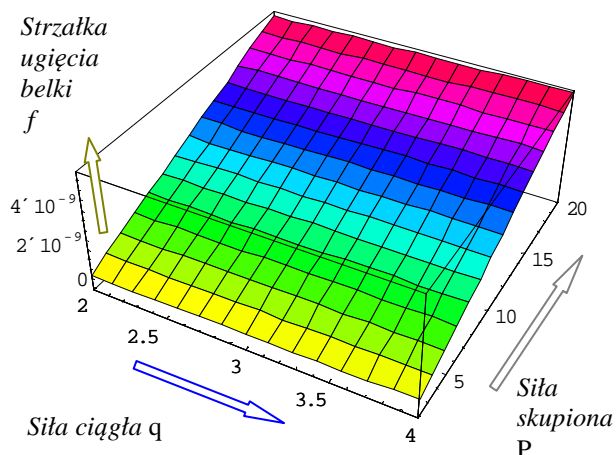 Strzałka
ugięcia
belki
f
4´ 10⁻⁹
2´ 10⁻⁹
0
2
2.5
3
3.5
4
5
10
15
20
Siła ciągła q
Siła
skupiona
P